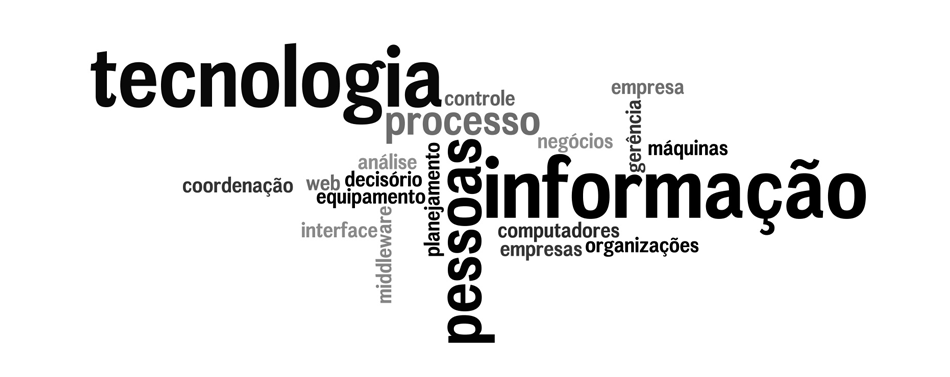 tecnologia
controle
empresa
processo
negócios
gerência
máquinas
análise
coordenação
web
decisório
equipamento
planejamento
pessoas
informação
interface
middleware
computadores
empresas
organizações